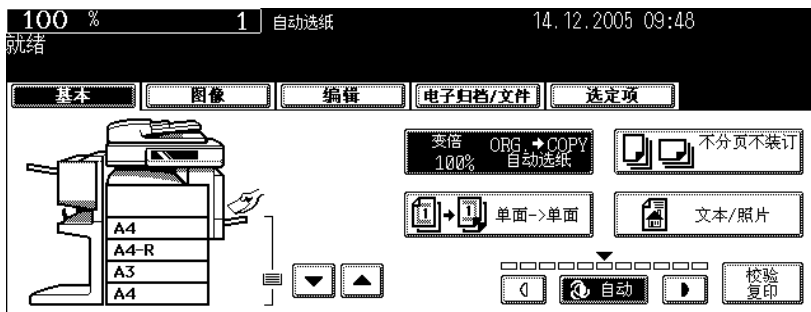 100 % 1 自动选纸 14.12.2005 09:48
就绪
基本 图像 编辑 电子归档/文件 选定项
变倍 ORG.➔COPY
100% 自动选纸
不分页不装订
1➔1 单面->单面
文本/照片
A4
A4-R
A3
A4
自动
校验
复印